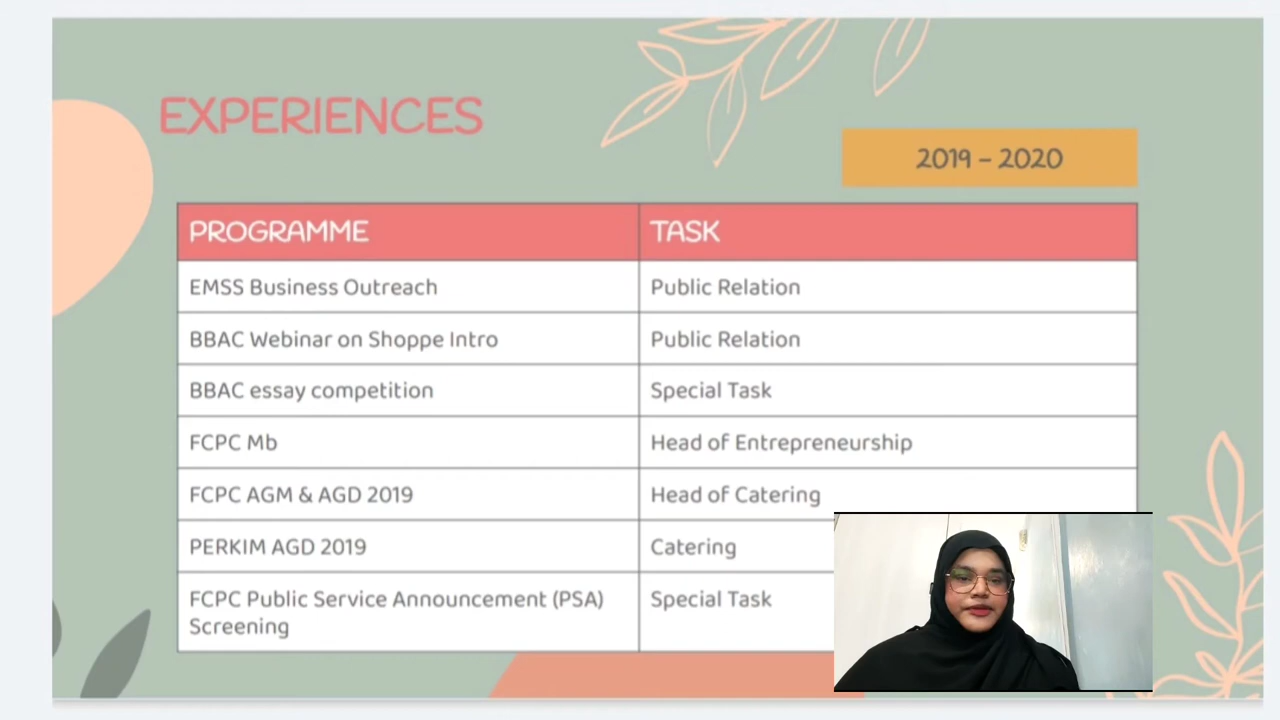 EXPERIENCES
2019 – 2020
PROGRAMME TASK
EMSS Business Outreach Public Relation
BBAC Webinar on Shoppe Intro Public Relation
BBAC essay competition Special Task
FCPC Mb Head of Entrepreneurship
FCPC AGM & AGD 2019 Head of Catering
PERKIM AGD 2019 Catering
FCPC Public Service Announcement (PSA) Special Task
Screening